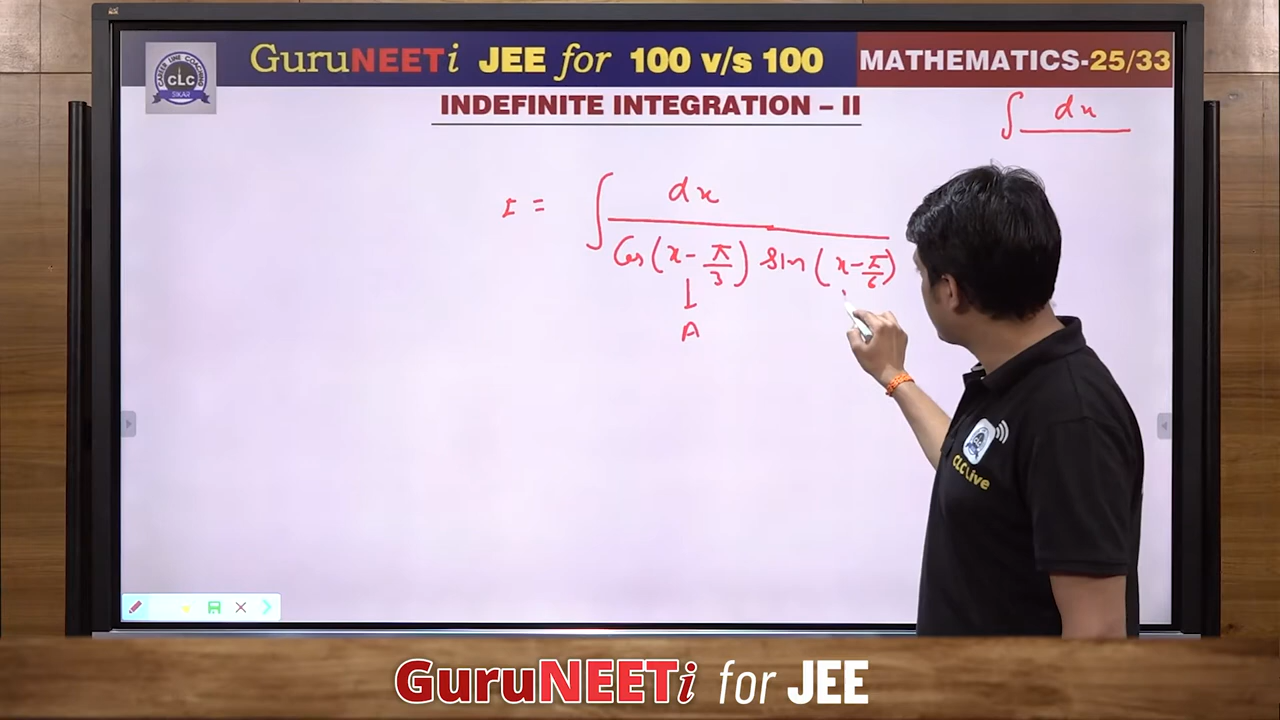 GuruNEETi JEE for 100 v/s 100 MATHEMATICS-25/33
CAREER LINE COACHING
CLC
SIKAR
INDEFINITE INTEGRATION – II
∫ dx
I = ∫ dx
Cos(x - π/3) Sin(x - π/6)
A
CLC Live
GuruNEETi for JEE